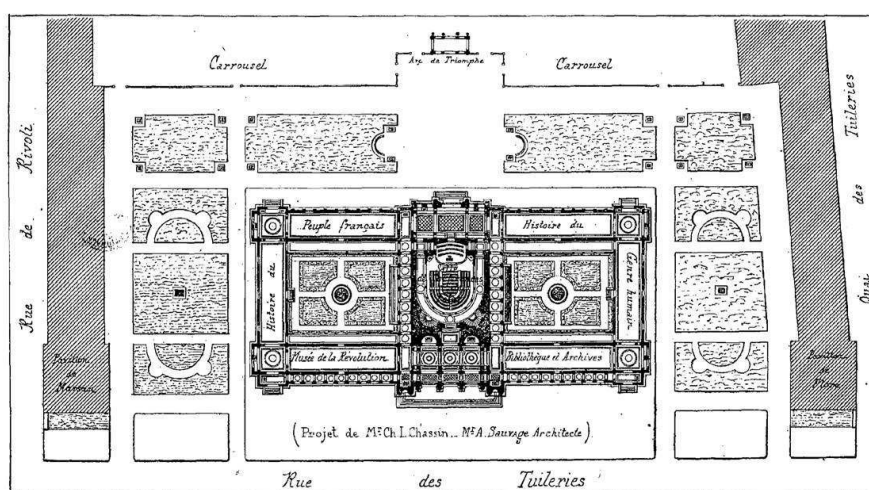 Carrousel
Arc de Triomphe
Carrousel
Rue de Rivoli
Quai des Tuileries
Peuple français
Histoire du
Histoire du
Genre humain
Musée de la Révolution
Bibliothèque et Archives
Pavillon
de
Marsan
Pavillon
de
Flore
(Projet de Mr Ch. L. Chassin _ Mr A. Sauvage Architecte)
Rue des Tuileries